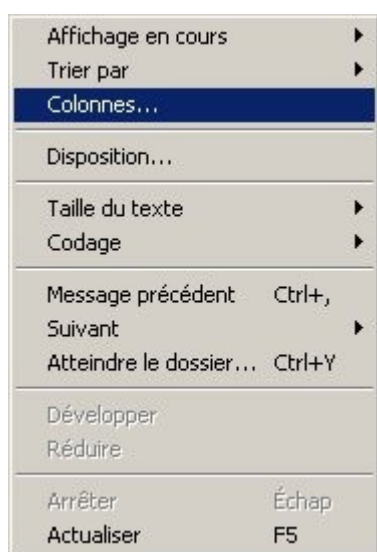 Affichage en cours
Trier par
Colonnes...
Disposition...
Taille du texte
Codage
Message précédent Ctrl+,
Suivant
Atteindre le dossier... Ctrl+Y
Développer
Réduire
Arrêter Échap
Actualiser F5